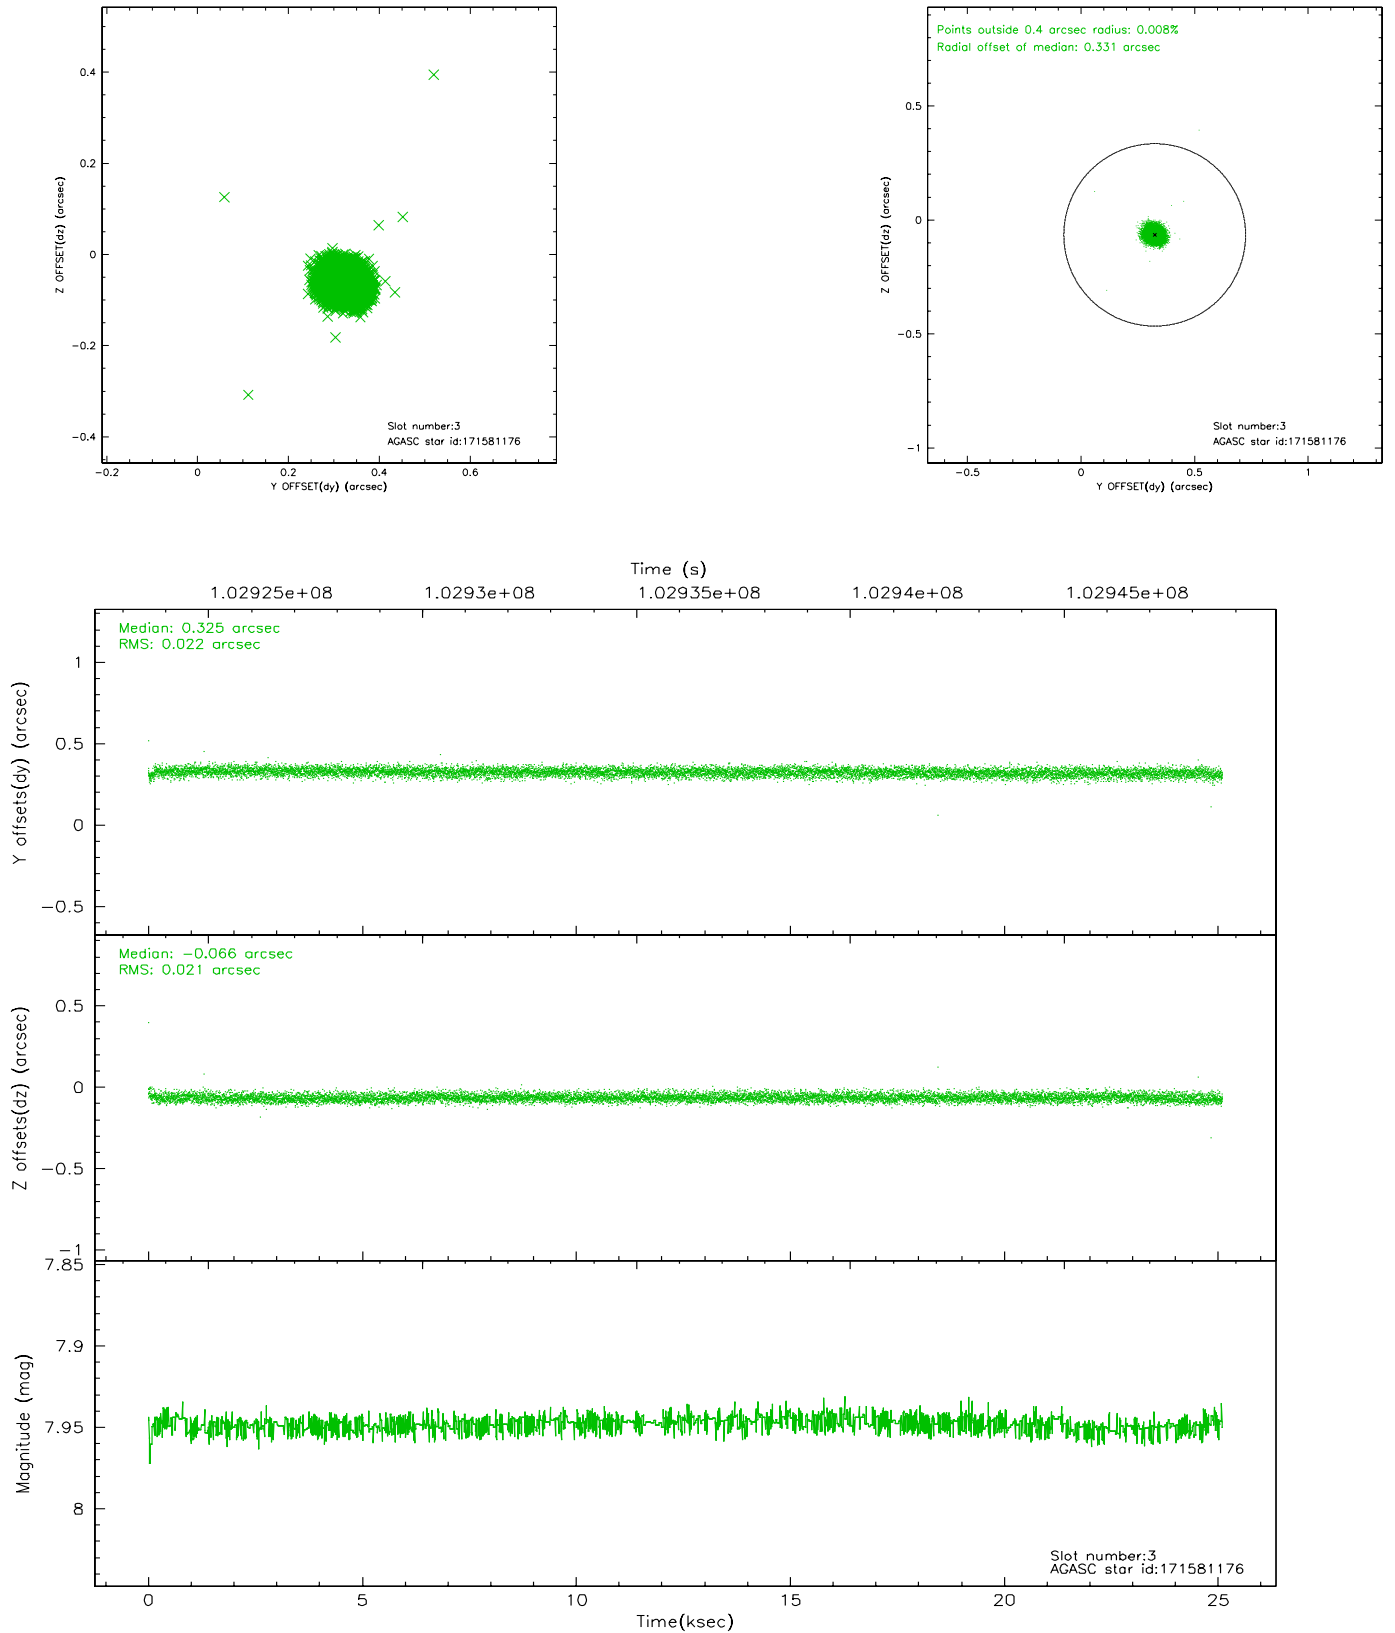 0.4
0.2
0
−0.2
−0.4
Z OFFSET(dz) (arcsec)
Slot number:3
AGASC star id:171581176
−0.2 0 0.2 0.4 0.6
Y OFFSET(dy) (arcsec)
Points outside 0.4 arcsec radius: 0.008%
Radial offset of median: 0.331 arcsec
0.5
0
−0.5
−1
Z OFFSET(dz) (arcsec)
Slot number:3
AGASC star id:171581176
−0.5 0 0.5 1
Y OFFSET(dy) (arcsec)
Time (s)
1.02925e+08 1.0293e+08 1.02935e+08 1.0294e+08 1.02945e+08
Median: 0.325 arcsec
RMS: 0.022 arcsec
1
0.5
0
−0.5
Y offsets(dy) (arcsec)
Median: −0.066 arcsec
RMS: 0.021 arcsec
0.5
0
−0.5
−1
Z offsets(dz) (arcsec)
7.85
7.9
7.95
8
Magnitude (mag)
Slot number:3
AGASC star id:171581176
0 5 10 15 20 25
Time(ksec)